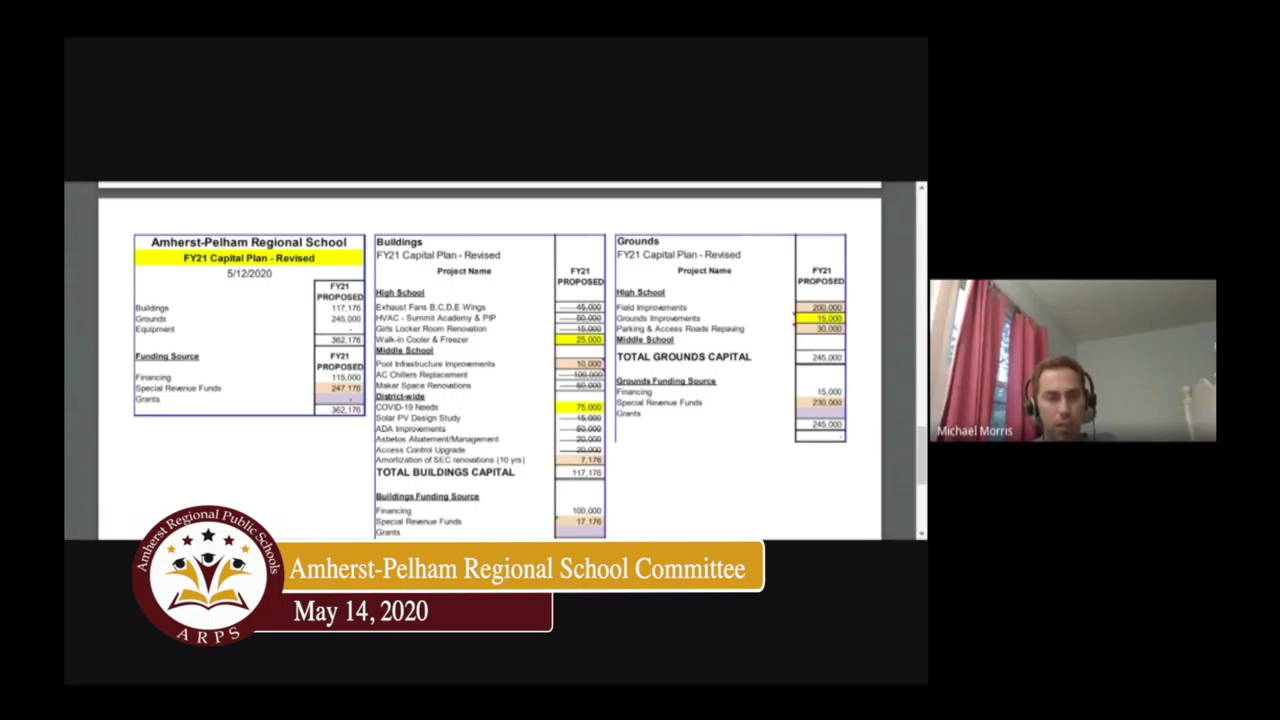 Amherst-Pelham Regional School
FY21 Capital Plan - Revised
5/12/2020
FY21
PROPOSED
Buildings 117,176
Grounds 245,000
Equipment -
362,176
Funding Source FY21
PROPOSED
Financing 115,000
Special Revenue Funds 247,176
Grants -
362,176
Buildings
FY21 Capital Plan - Revised
Project Name FY21
PROPOSED
High School
Exhaust Fans B,C,D,E Wings 45,000
HVAC - Summit Academy & PIP 50,000
Girls Locker Room Renovation 15,000
Walk-in Cooler & Freezer 25,000
Middle School
Pool Infrastructure Improvements 10,000
AC Chillers Replacement 100,000
Maker Space Renovations 50,000
District-wide
COVID-19 Needs 75,000
Solar PV Design Study 15,000
ADA Improvements 50,000
Asbetos Abatement/Management 20,000
Access Control Upgrade 20,000
Amortization of SEC renovations (10 yrs) 7,176
TOTAL BUILDINGS CAPITAL 117,176
Buildings Funding Source
Financing 100,000
Special Revenue Funds 17,176
Grants
Grounds
FY21 Capital Plan - Revised
Project Name FY21
PROPOSED
High School
Field Improvements 200,000
Grounds Improvements 15,000
Parking & Access Roads Repaving 30,000
Middle School
TOTAL GROUNDS CAPITAL 245,000
Grounds Funding Source
Financing 15,000
Special Revenue Funds 230,000
Grants
245,000
-
Michael Morris
Amherst Regional Public Schools
ARPS
Amherst-Pelham Regional School Committee
May 14, 2020